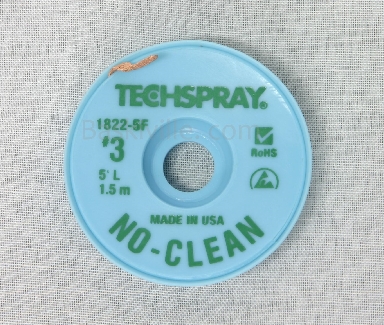 TECHSPRAY®
1822-5F
#3
5' L
1.5 m
RoHS
MADE IN USA
NO-CLEAN